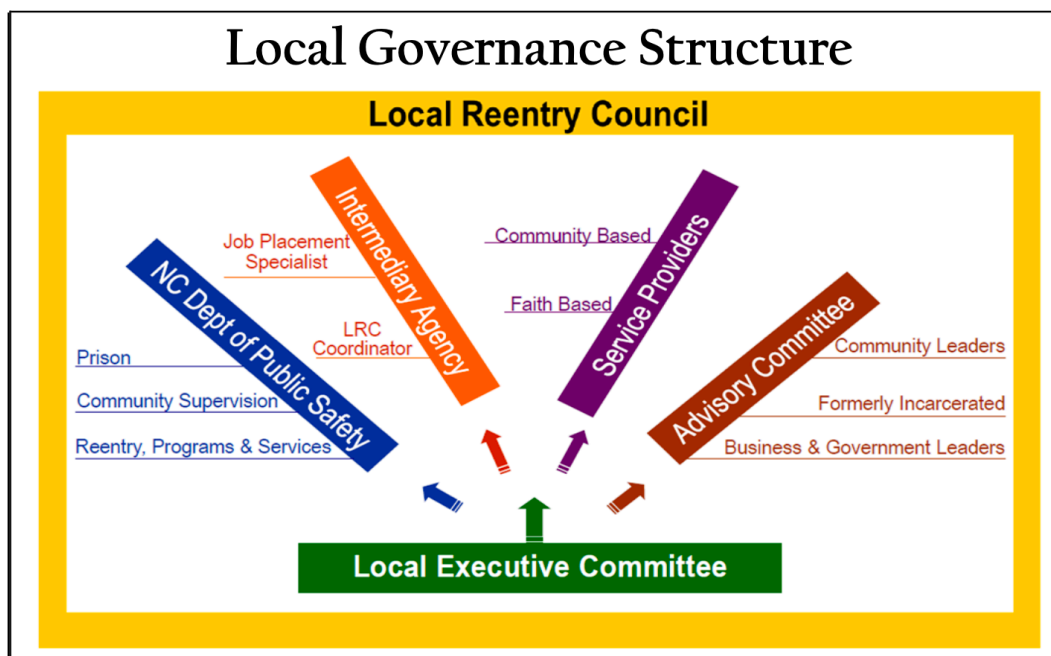 Local Governance Structure
Local Reentry Council
NC Dept of Public Safety
Prison
Community Supervision
Reentry, Programs & Services
Intermediary Agency
Job Placement
Specialist
LRC
Coordinator
Service Providers
Community Based
Faith Based
Advisory Committee
Community Leaders
Formerly Incarcerated
Business & Government Leaders
Local Executive Committee